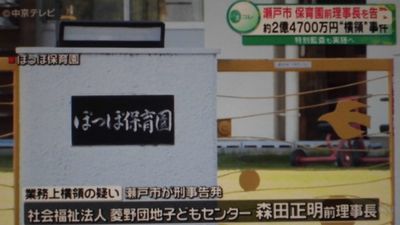 ©中京テレビ
瀬戸市 保育園前理事長を告発
約2億4700万円“横領”事件
特別監査も実施へ
ぽっぽ保育園
ぽっぽ保育園
業務上横領の疑い 瀬戸市が刑事告発
社会福祉法人 菱野団地子どもセンター 森田正明前理事長